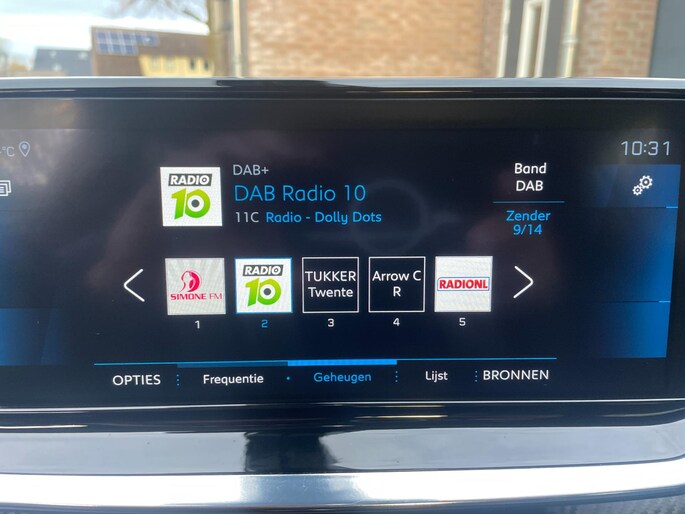 °C
10:31
RADIO
10
DAB+
DAB Radio 10
11C Radio - Dolly Dots
Band
DAB
Zender
9/14
SIMONE FM
RADIO
10
TUKKER
Twente
Arrow C
R
RADIONL
1
2
3
4
5
OPTIES
Frequentie
Geheugen
Lijst
BRONNEN